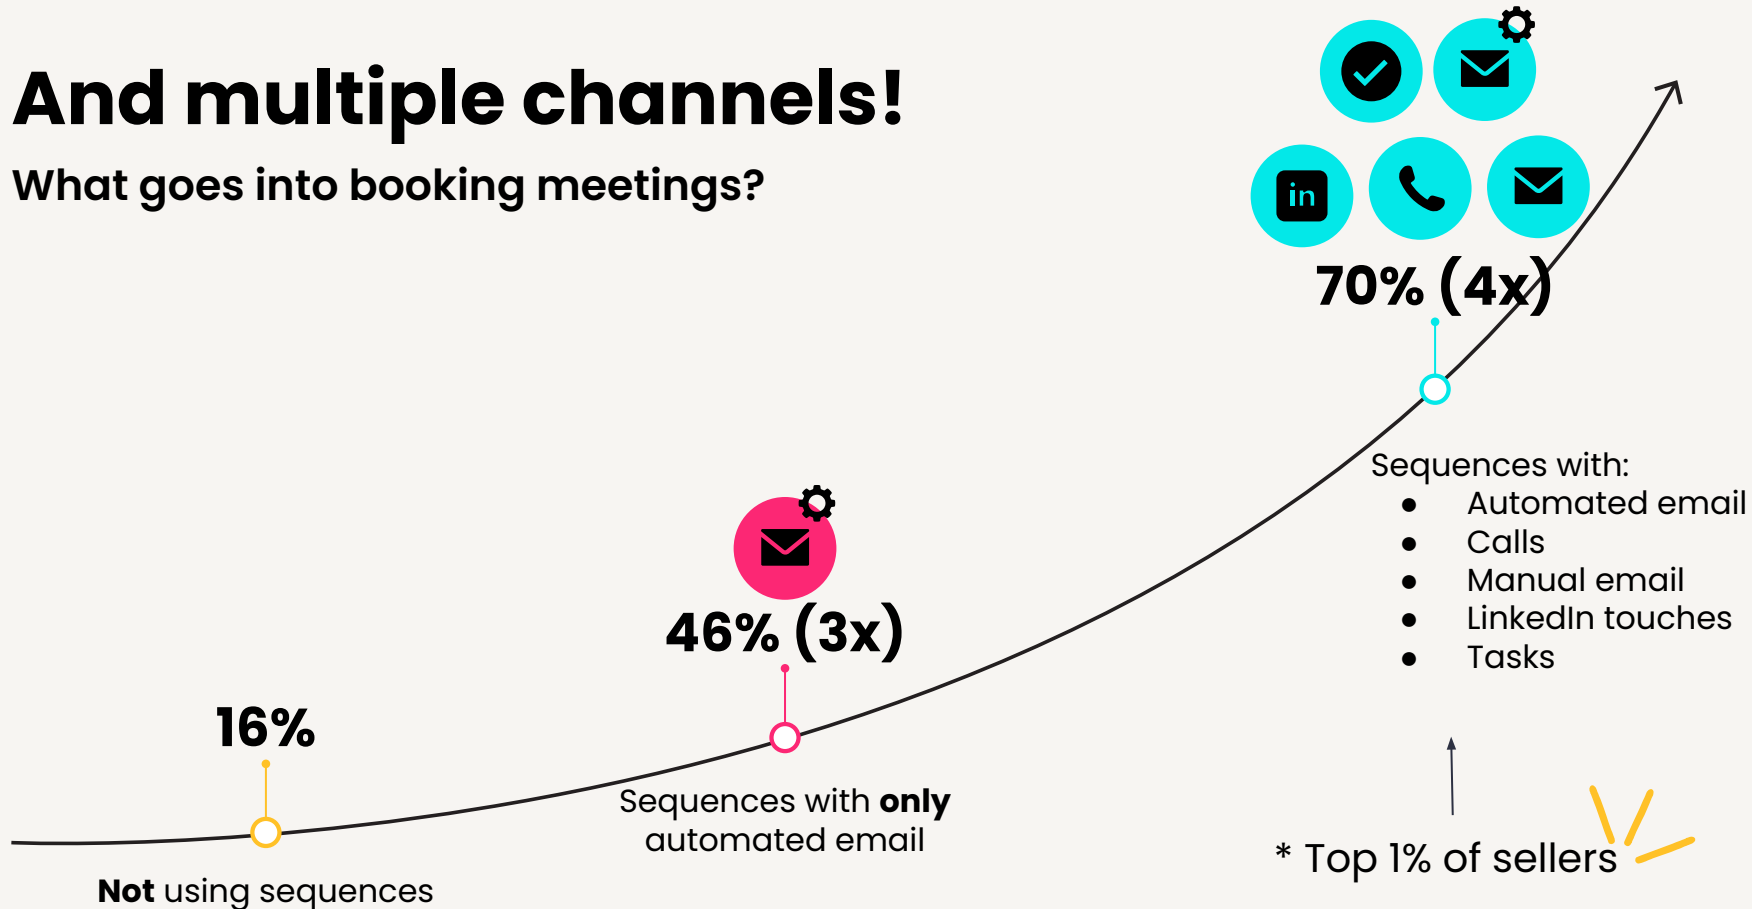 And multiple channels!
What goes into booking meetings?
in
70% (4x)
Sequences with:
● Automated email
● Calls
● Manual email
● LinkedIn touches
● Tasks
46% (3x)
16%
Sequences with only
automated email
* Top 1% of sellers
Not using sequences